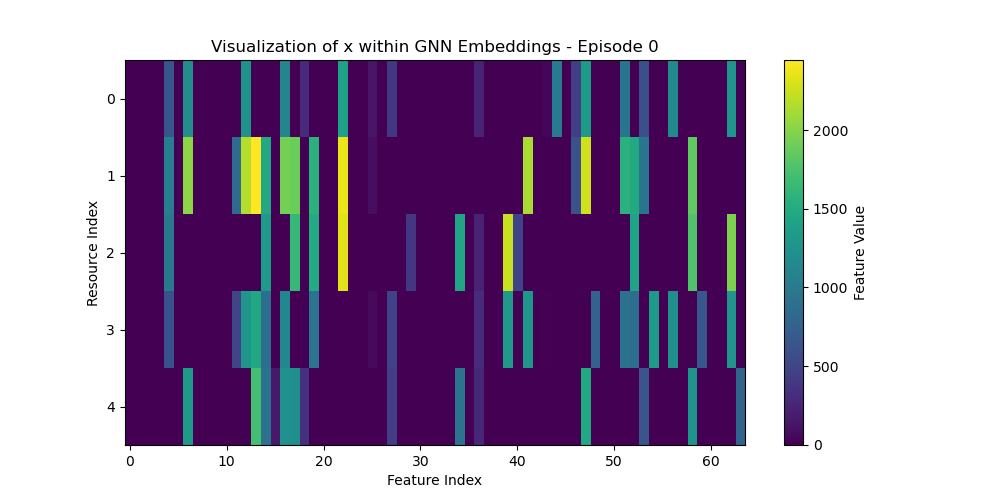 Visualization of x within GNN Embeddings - Episode 0
Resource Index
0
1
2
3
4
0 10 20 30 40 50 60
Feature Index
2000
1500
1000
500
0
Feature Value